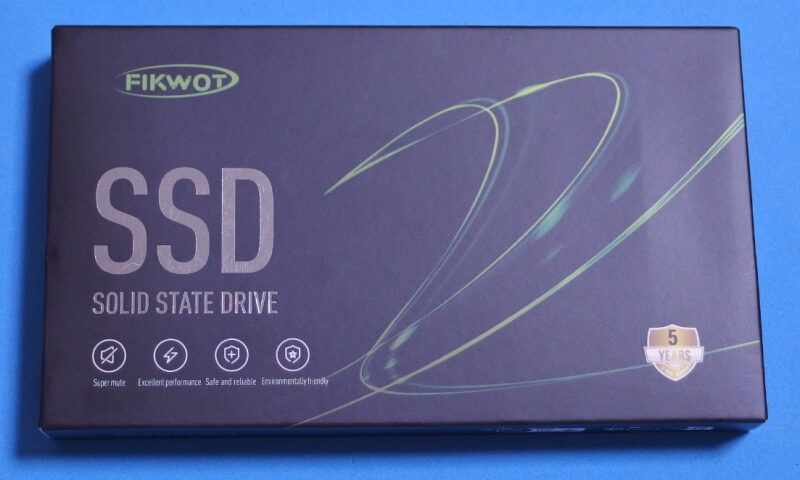 FIKWOT
SSD
SOLID STATE DRIVE
Super mute
Excellent performance
Safe and reliable
Environmentally friendly
5
YEARS